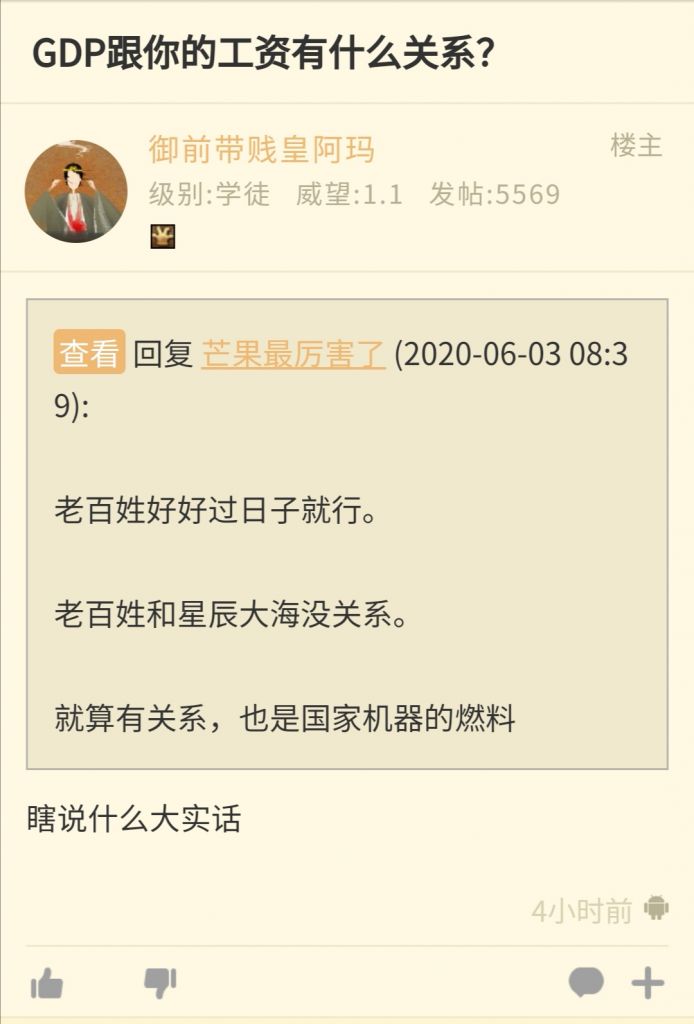 GDP跟你的工资有什么关系？
御前带贱皇阿玛
楼主
级别:学徒 威望:1.1 发帖:5569
查看 回复 芒果最厉害了 (2020-06-03 08:3
9):
老百姓好好过日子就行。
老百姓和星辰大海没关系。
就算有关系，也是国家机器的燃料
瞎说什么大实话
4小时前